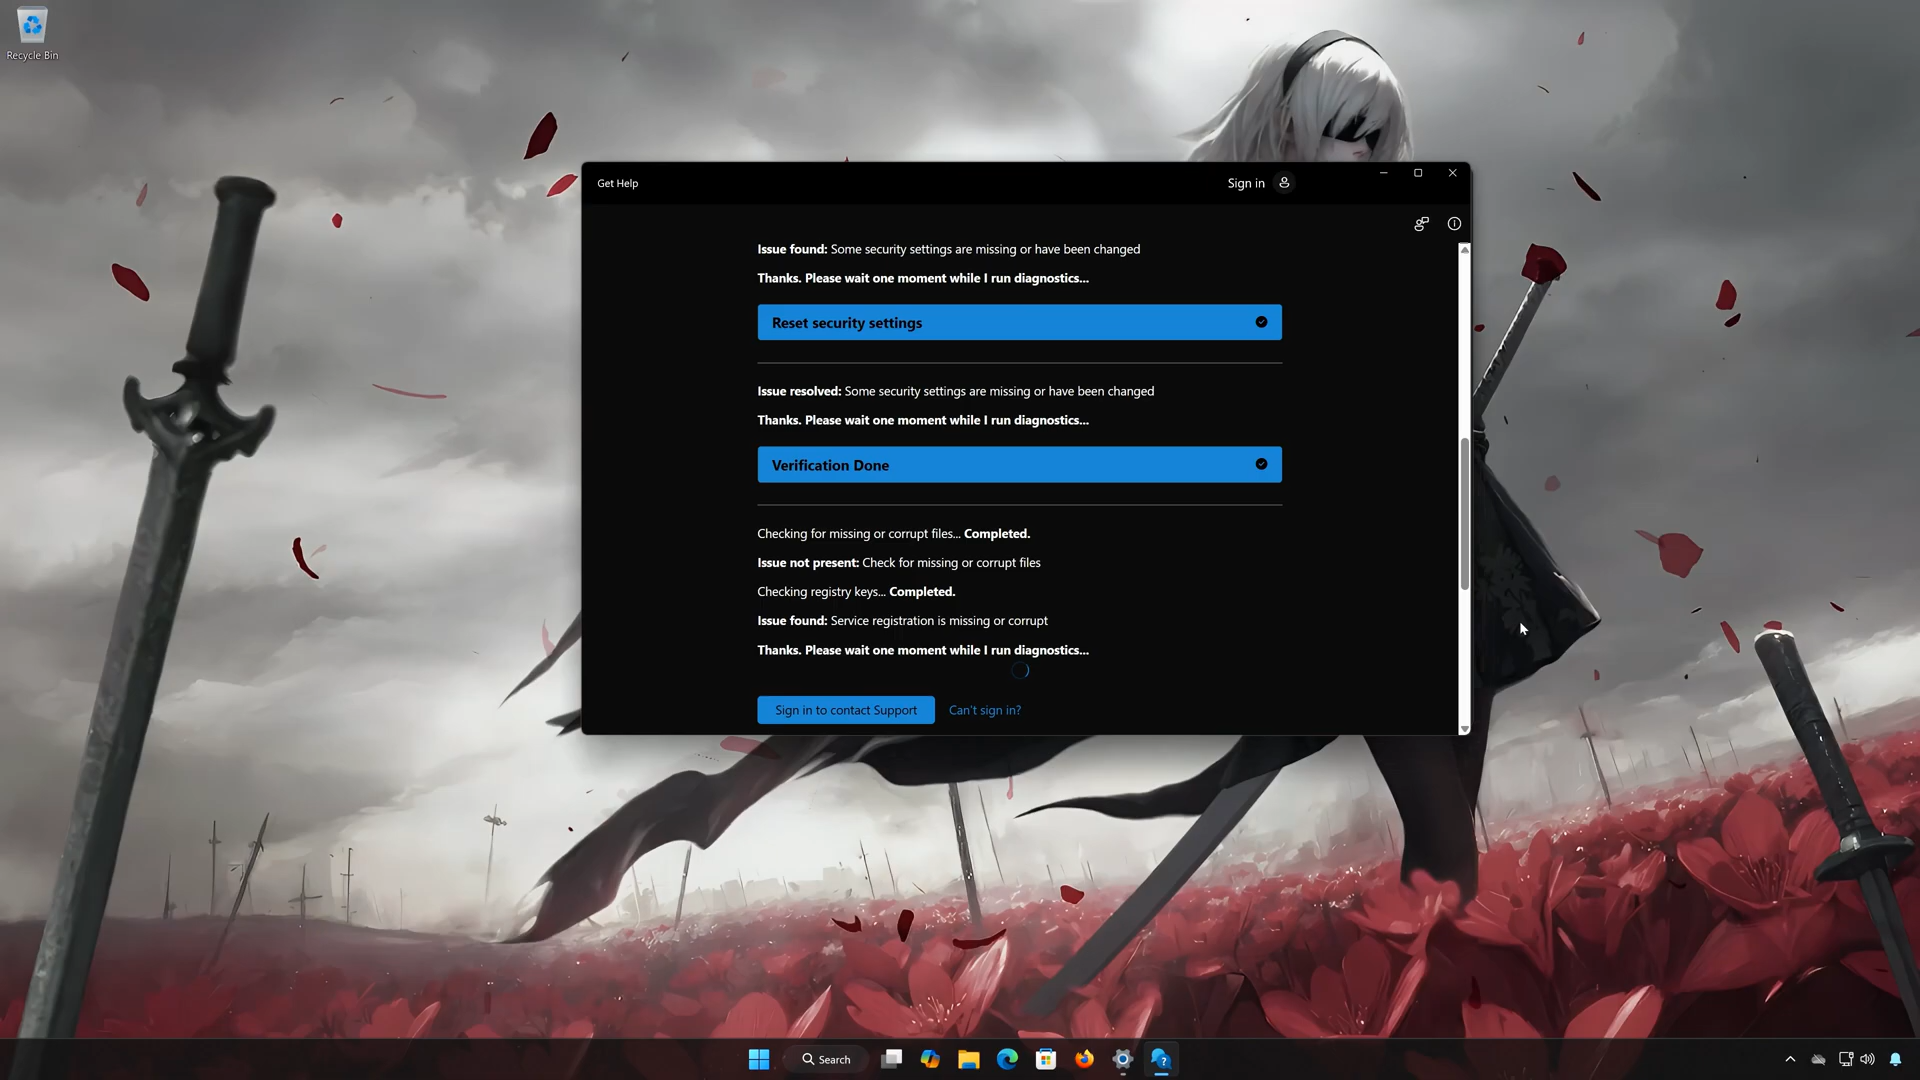 Recycle Bin
Get Help
Sign in
Issue found: Some security settings are missing or have been changed
Thanks. Please wait one moment while I run diagnostics...
Reset security settings
Issue resolved: Some security settings are missing or have been changed
Thanks. Please wait one moment while I run diagnostics...
Verification Done
Checking for missing or corrupt files... Completed.
Issue not present: Check for missing or corrupt files
Checking registry keys... Completed.
Issue found: Service registration is missing or corrupt
Thanks. Please wait one moment while I run diagnostics...
Sign in to contact Support Can't sign in?
Search